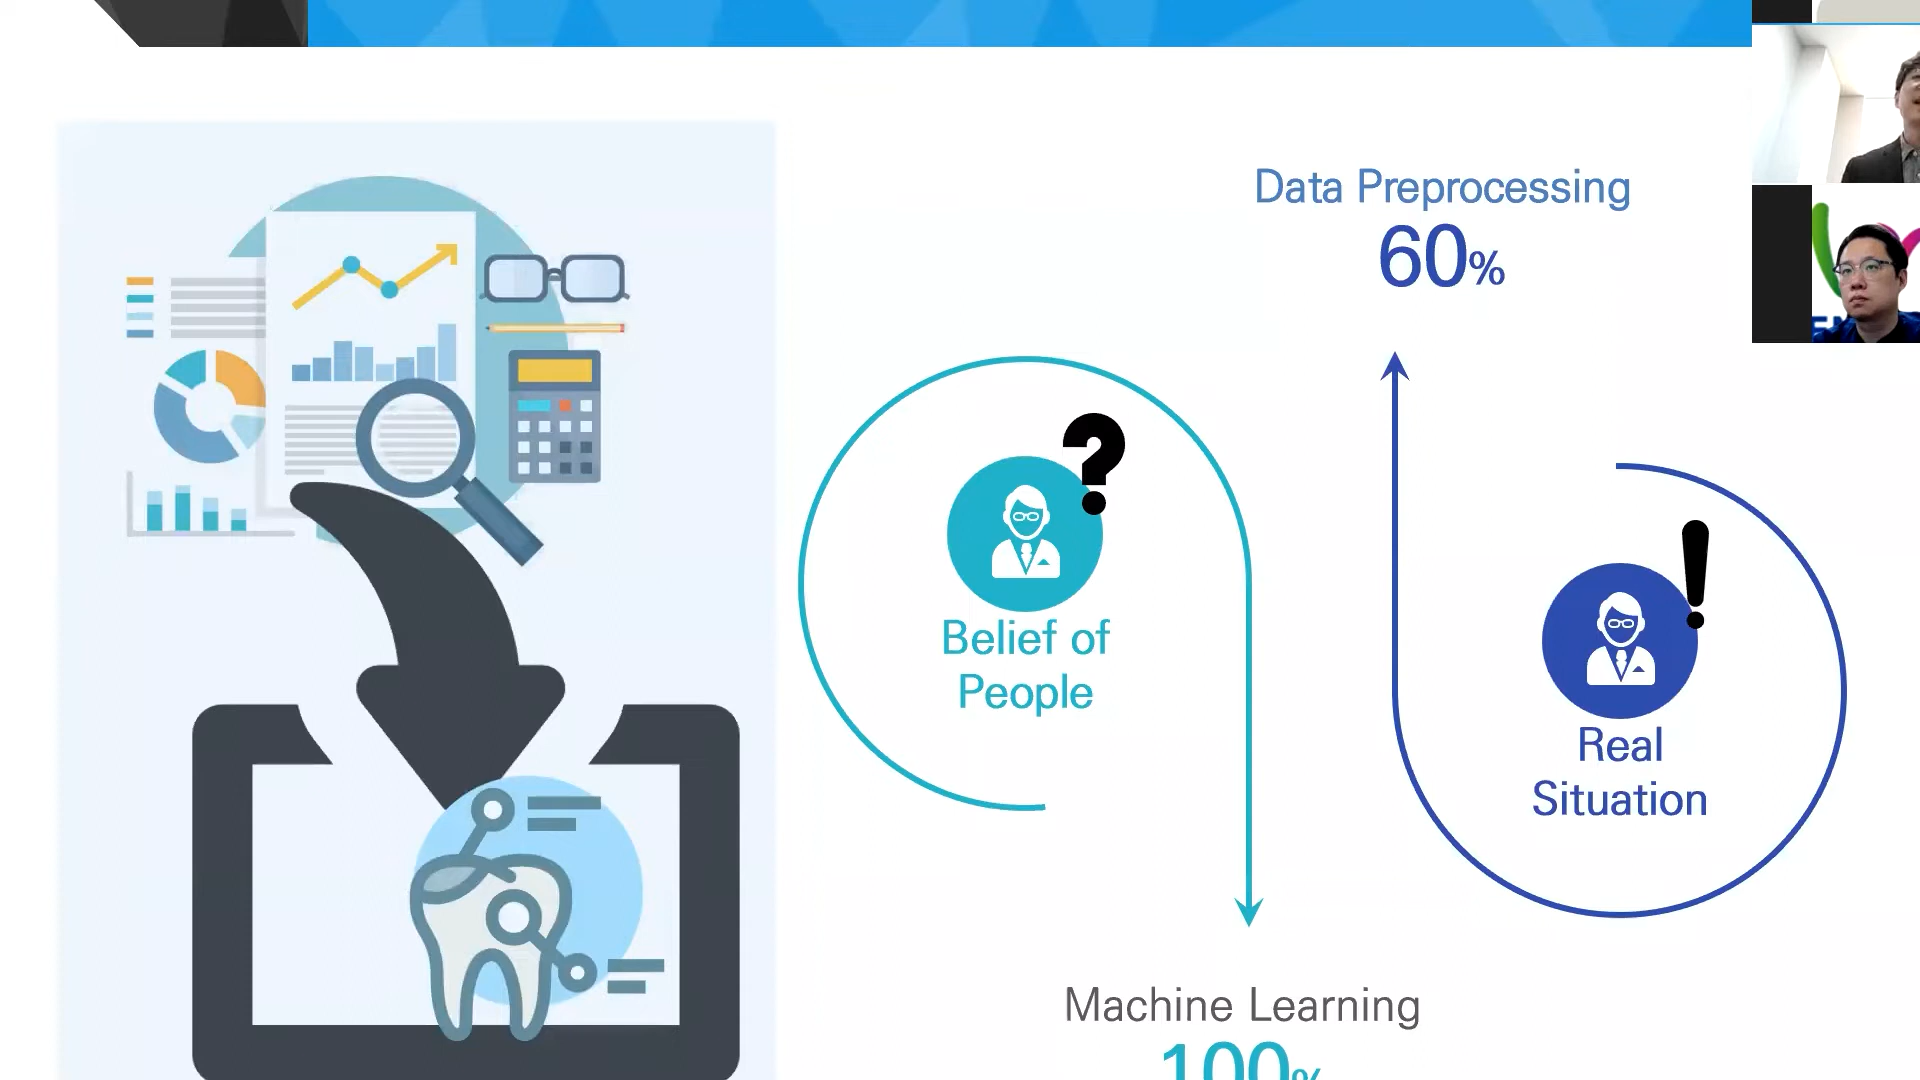 Data Preprocessing
60%
?
!
Belief of
People
Real
Situation
Machine Learning
100%